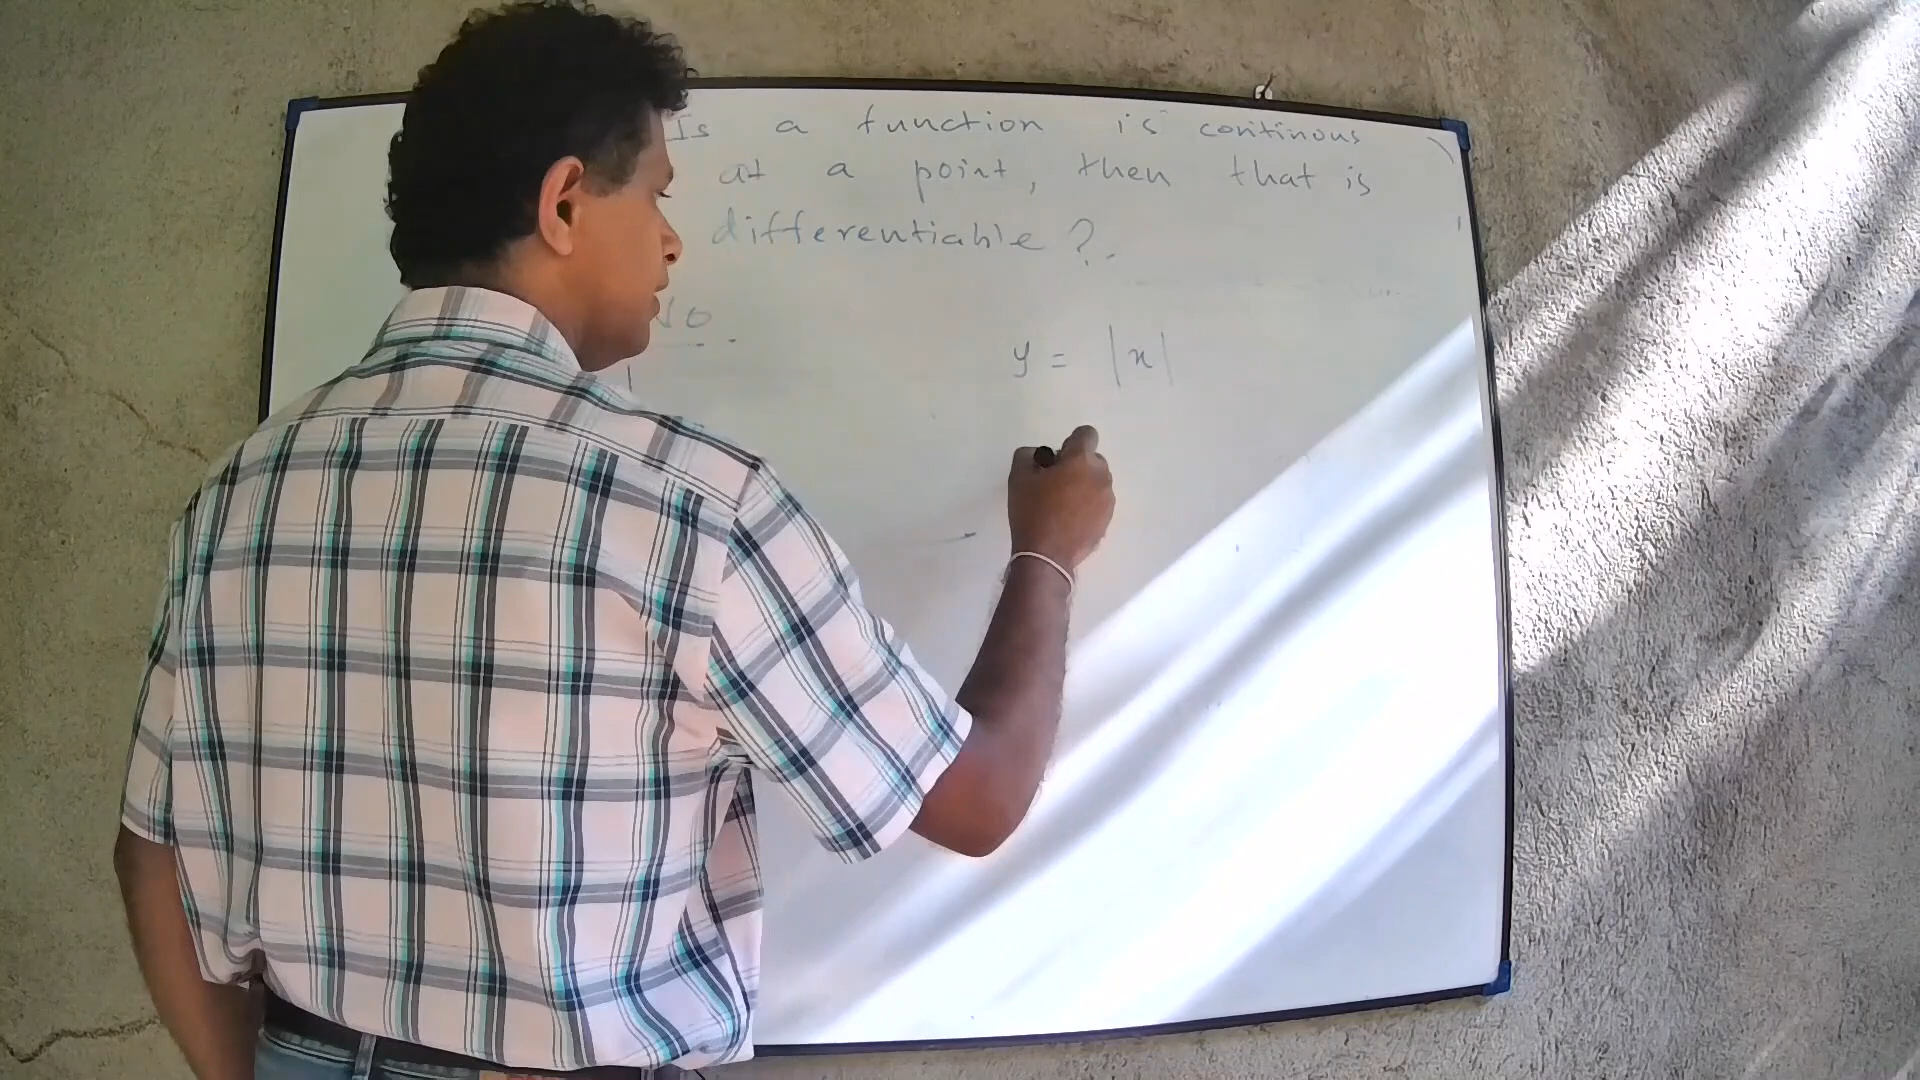 Is a function is continous
at a point, then that is
differentiable ?
No.
y = |x|